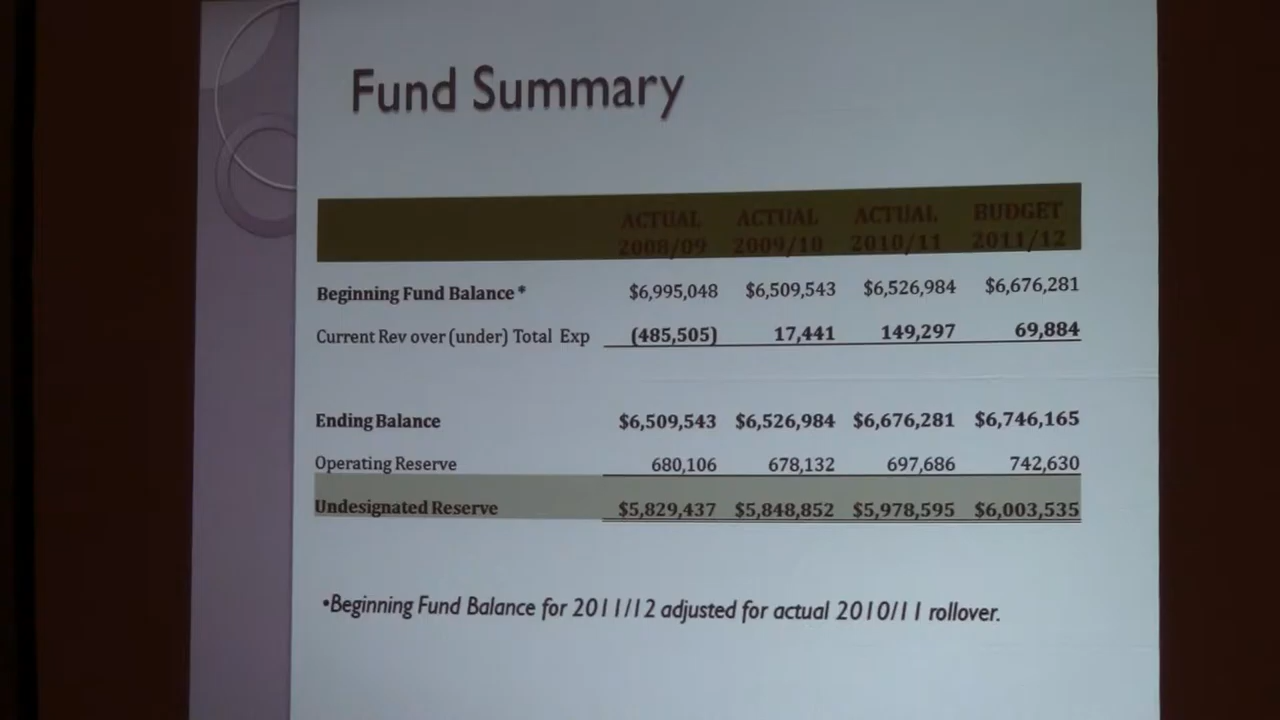 Fund Summary
ACTUAL ACTUAL ACTUAL BUDGET
2008/09 2009/10 2010/11 2011/12
Beginning Fund Balance * $6,995,048 $6,509,543 $6,526,984 $6,676,281
Current Rev over (under) Total Exp (485,505) 17,441 149,297 69,884
Ending Balance $6,509,543 $6,526,984 $6,676,281 $6,746,165
Operating Reserve 680,106 678,132 697,686 742,630
Undesignated Reserve $5,829,437 $5,848,852 $5,978,595 $6,003,535
•Beginning Fund Balance for 2011/12 adjusted for actual 2010/11 rollover.